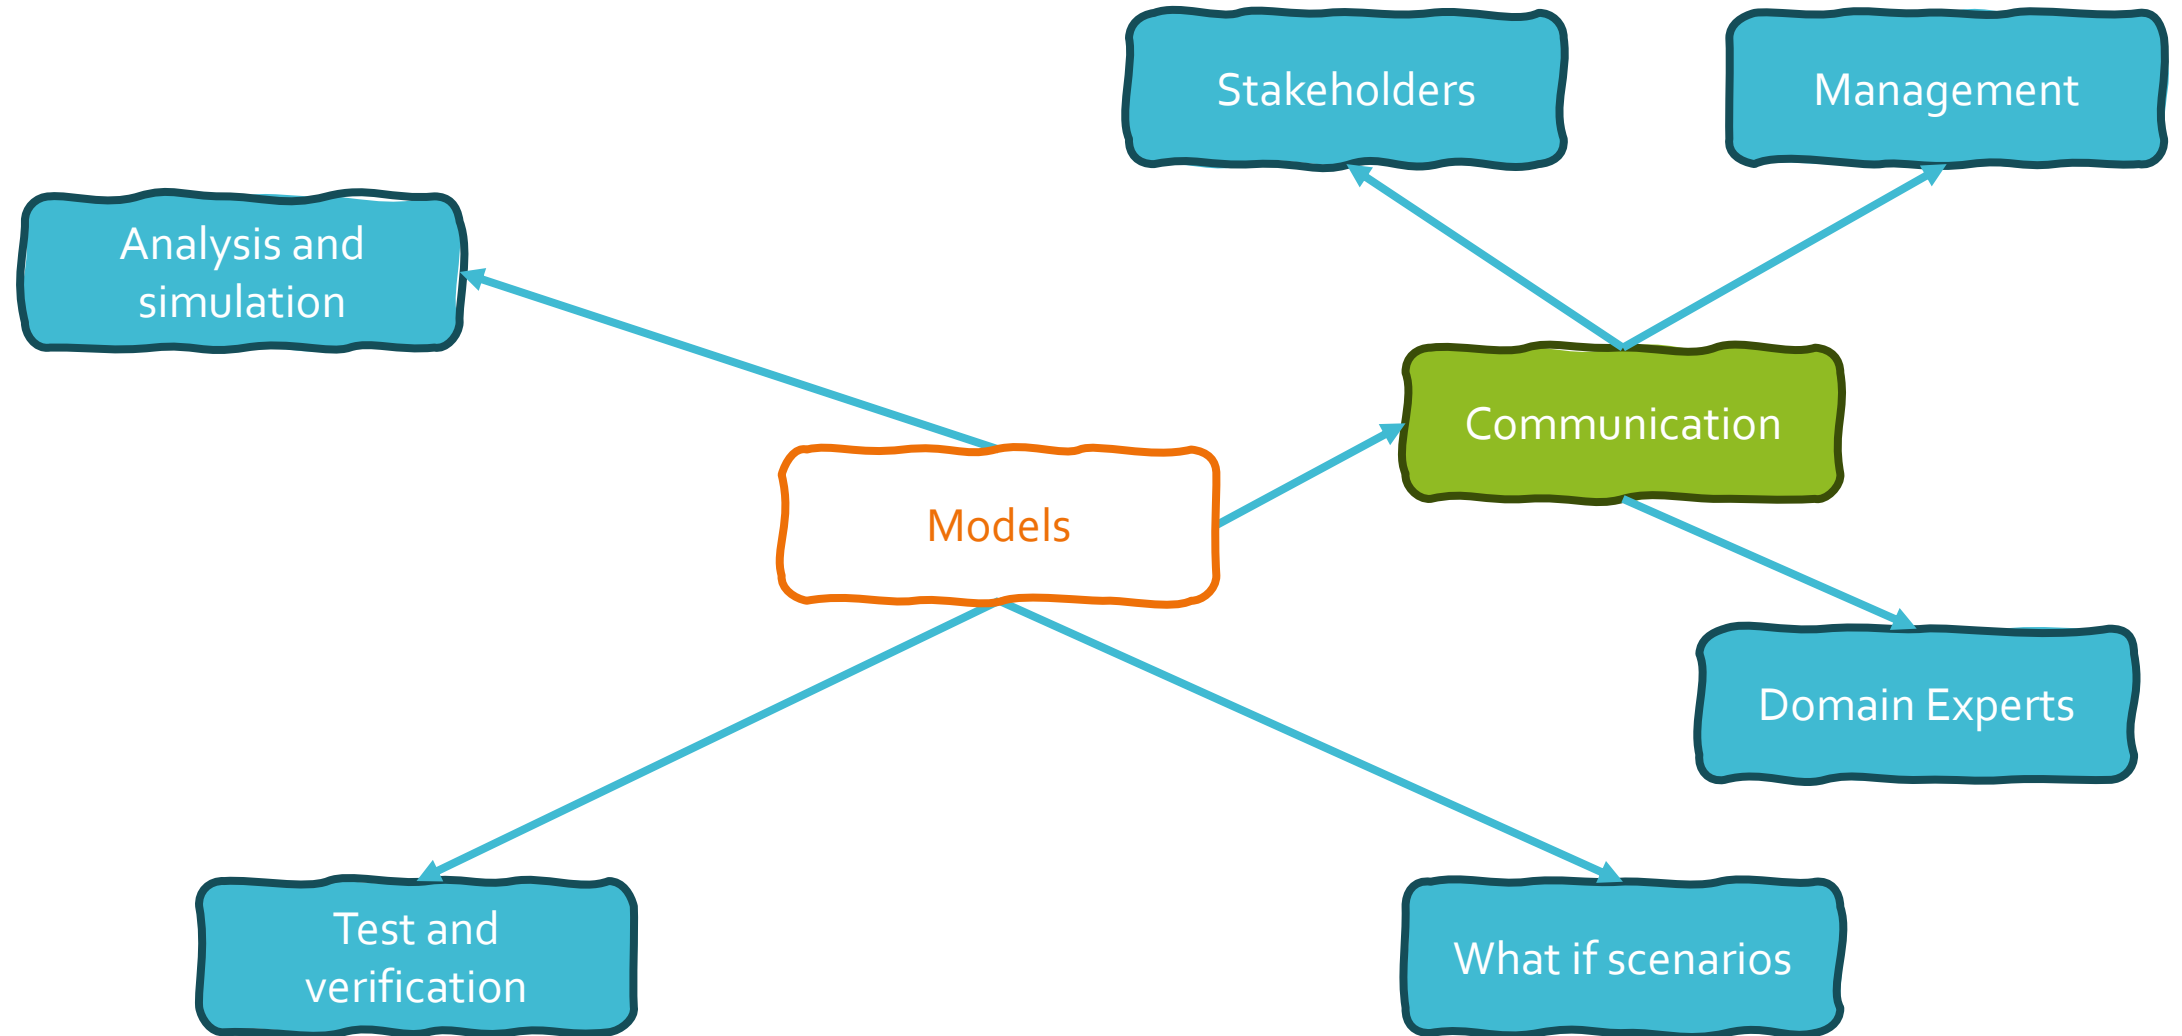 Stakeholders
Management
Analysis and
simulation
Communication
Models
Domain Experts
Test and
verification
What if scenarios